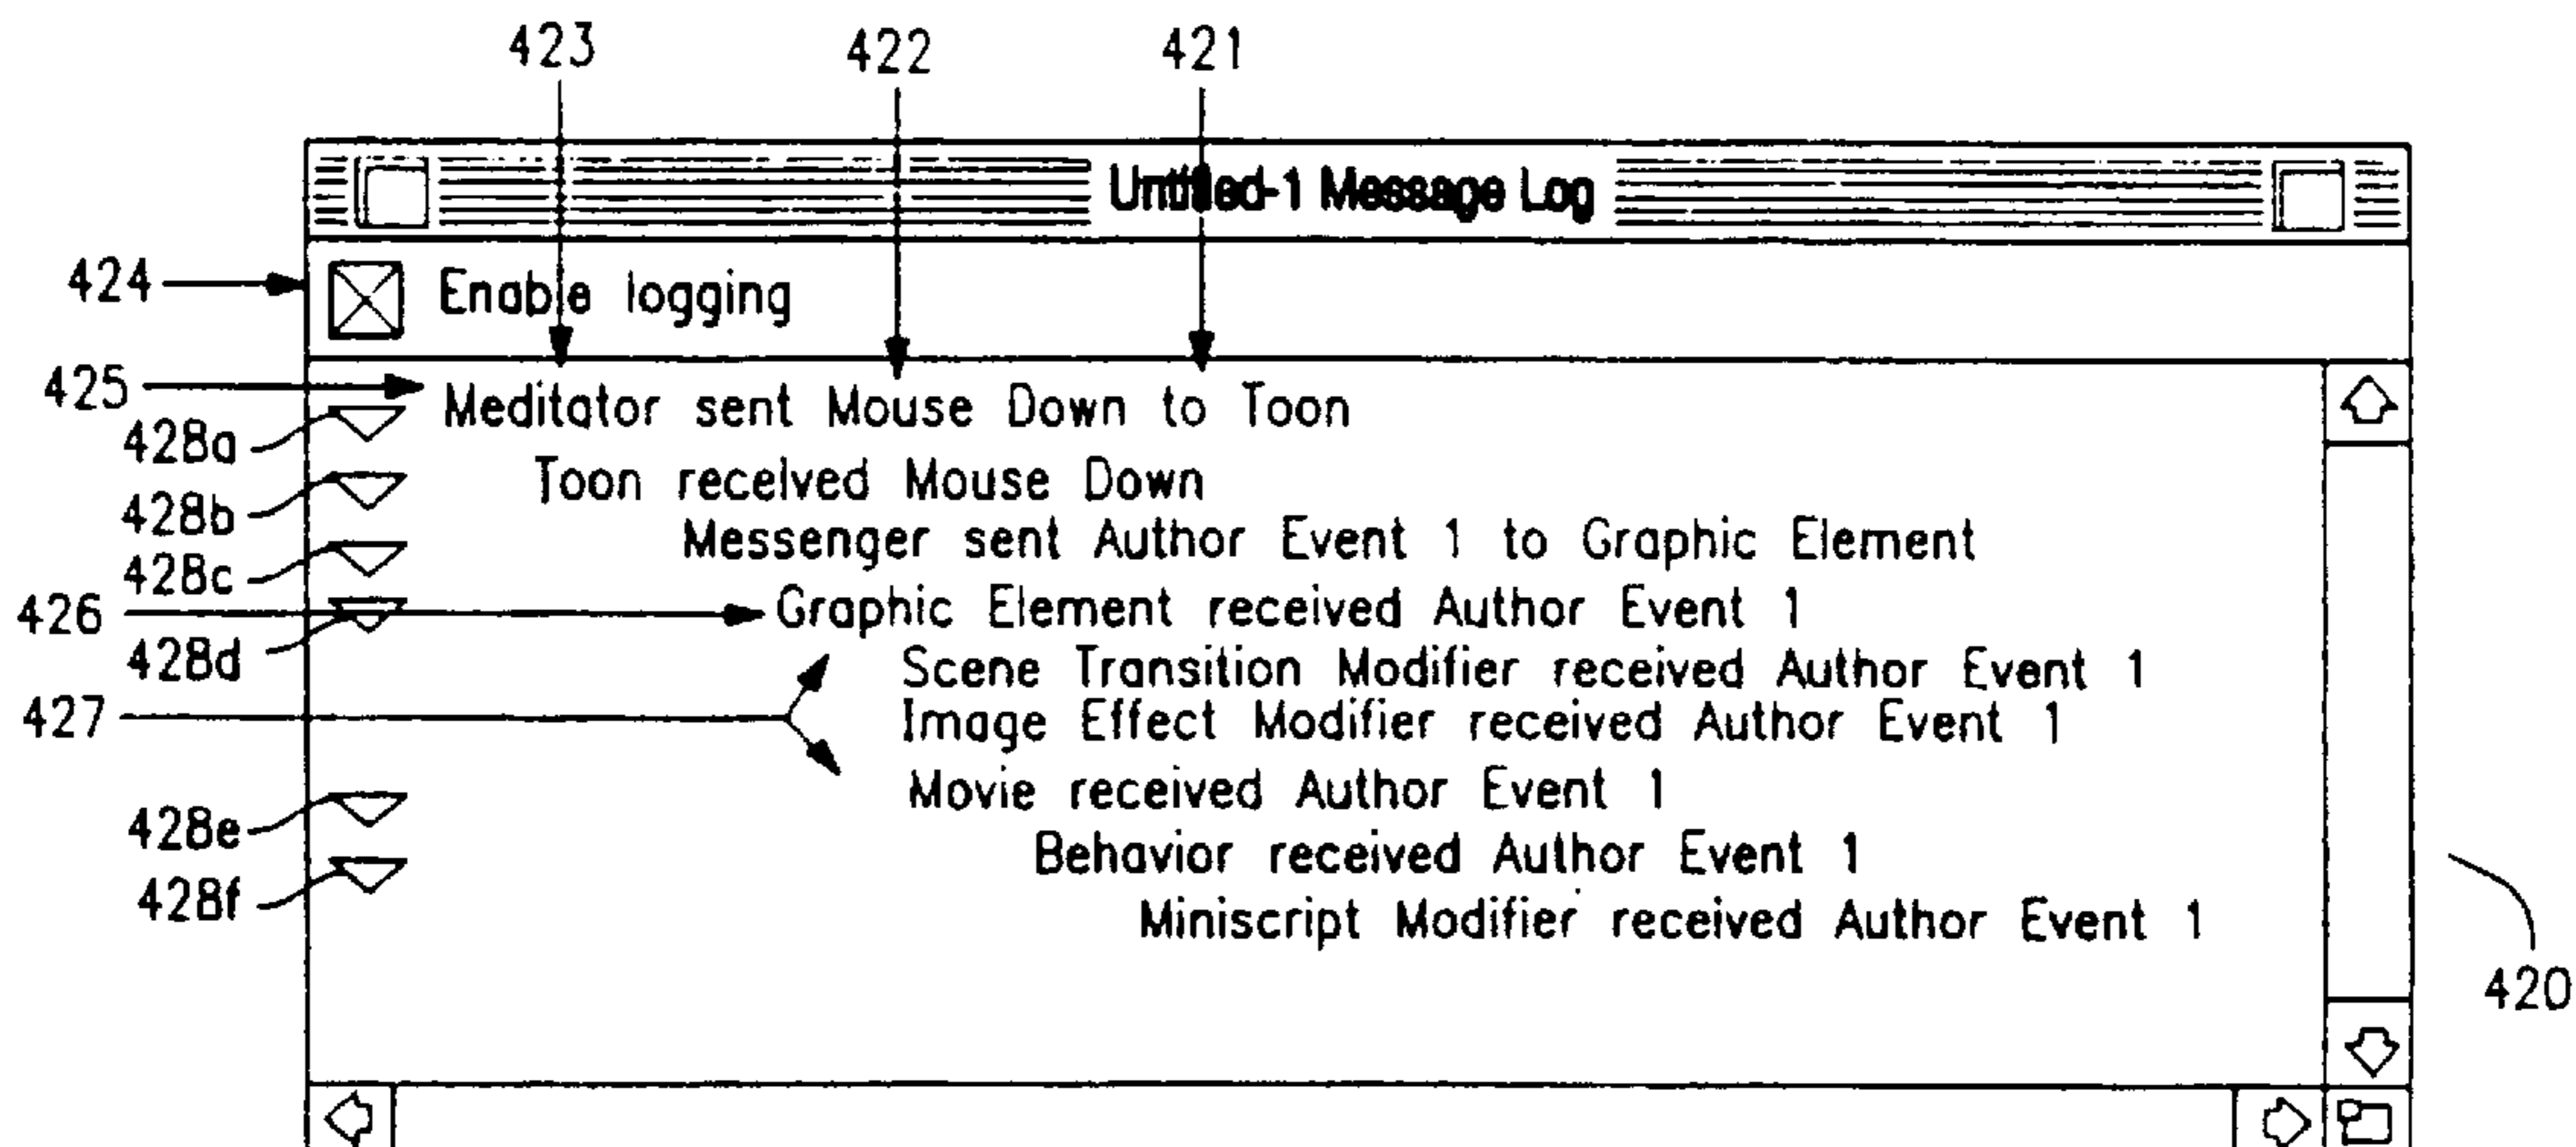 423 422 421
Untitled-1 Message Log
424 Enable logging
425 Meditator sent Mouse Down to Toon
428a
Toon received Mouse Down
428b
Messenger sent Author Event 1 to Graphic Element
428c
426 Graphic Element received Author Event 1
428d
Scene Transition Modifier received Author Event 1
427 Image Effect Modifier received Author Event 1
Movie received Author Event 1
428e
Behavior received Author Event 1
428f
Miniscript Modifier received Author Event 1
420